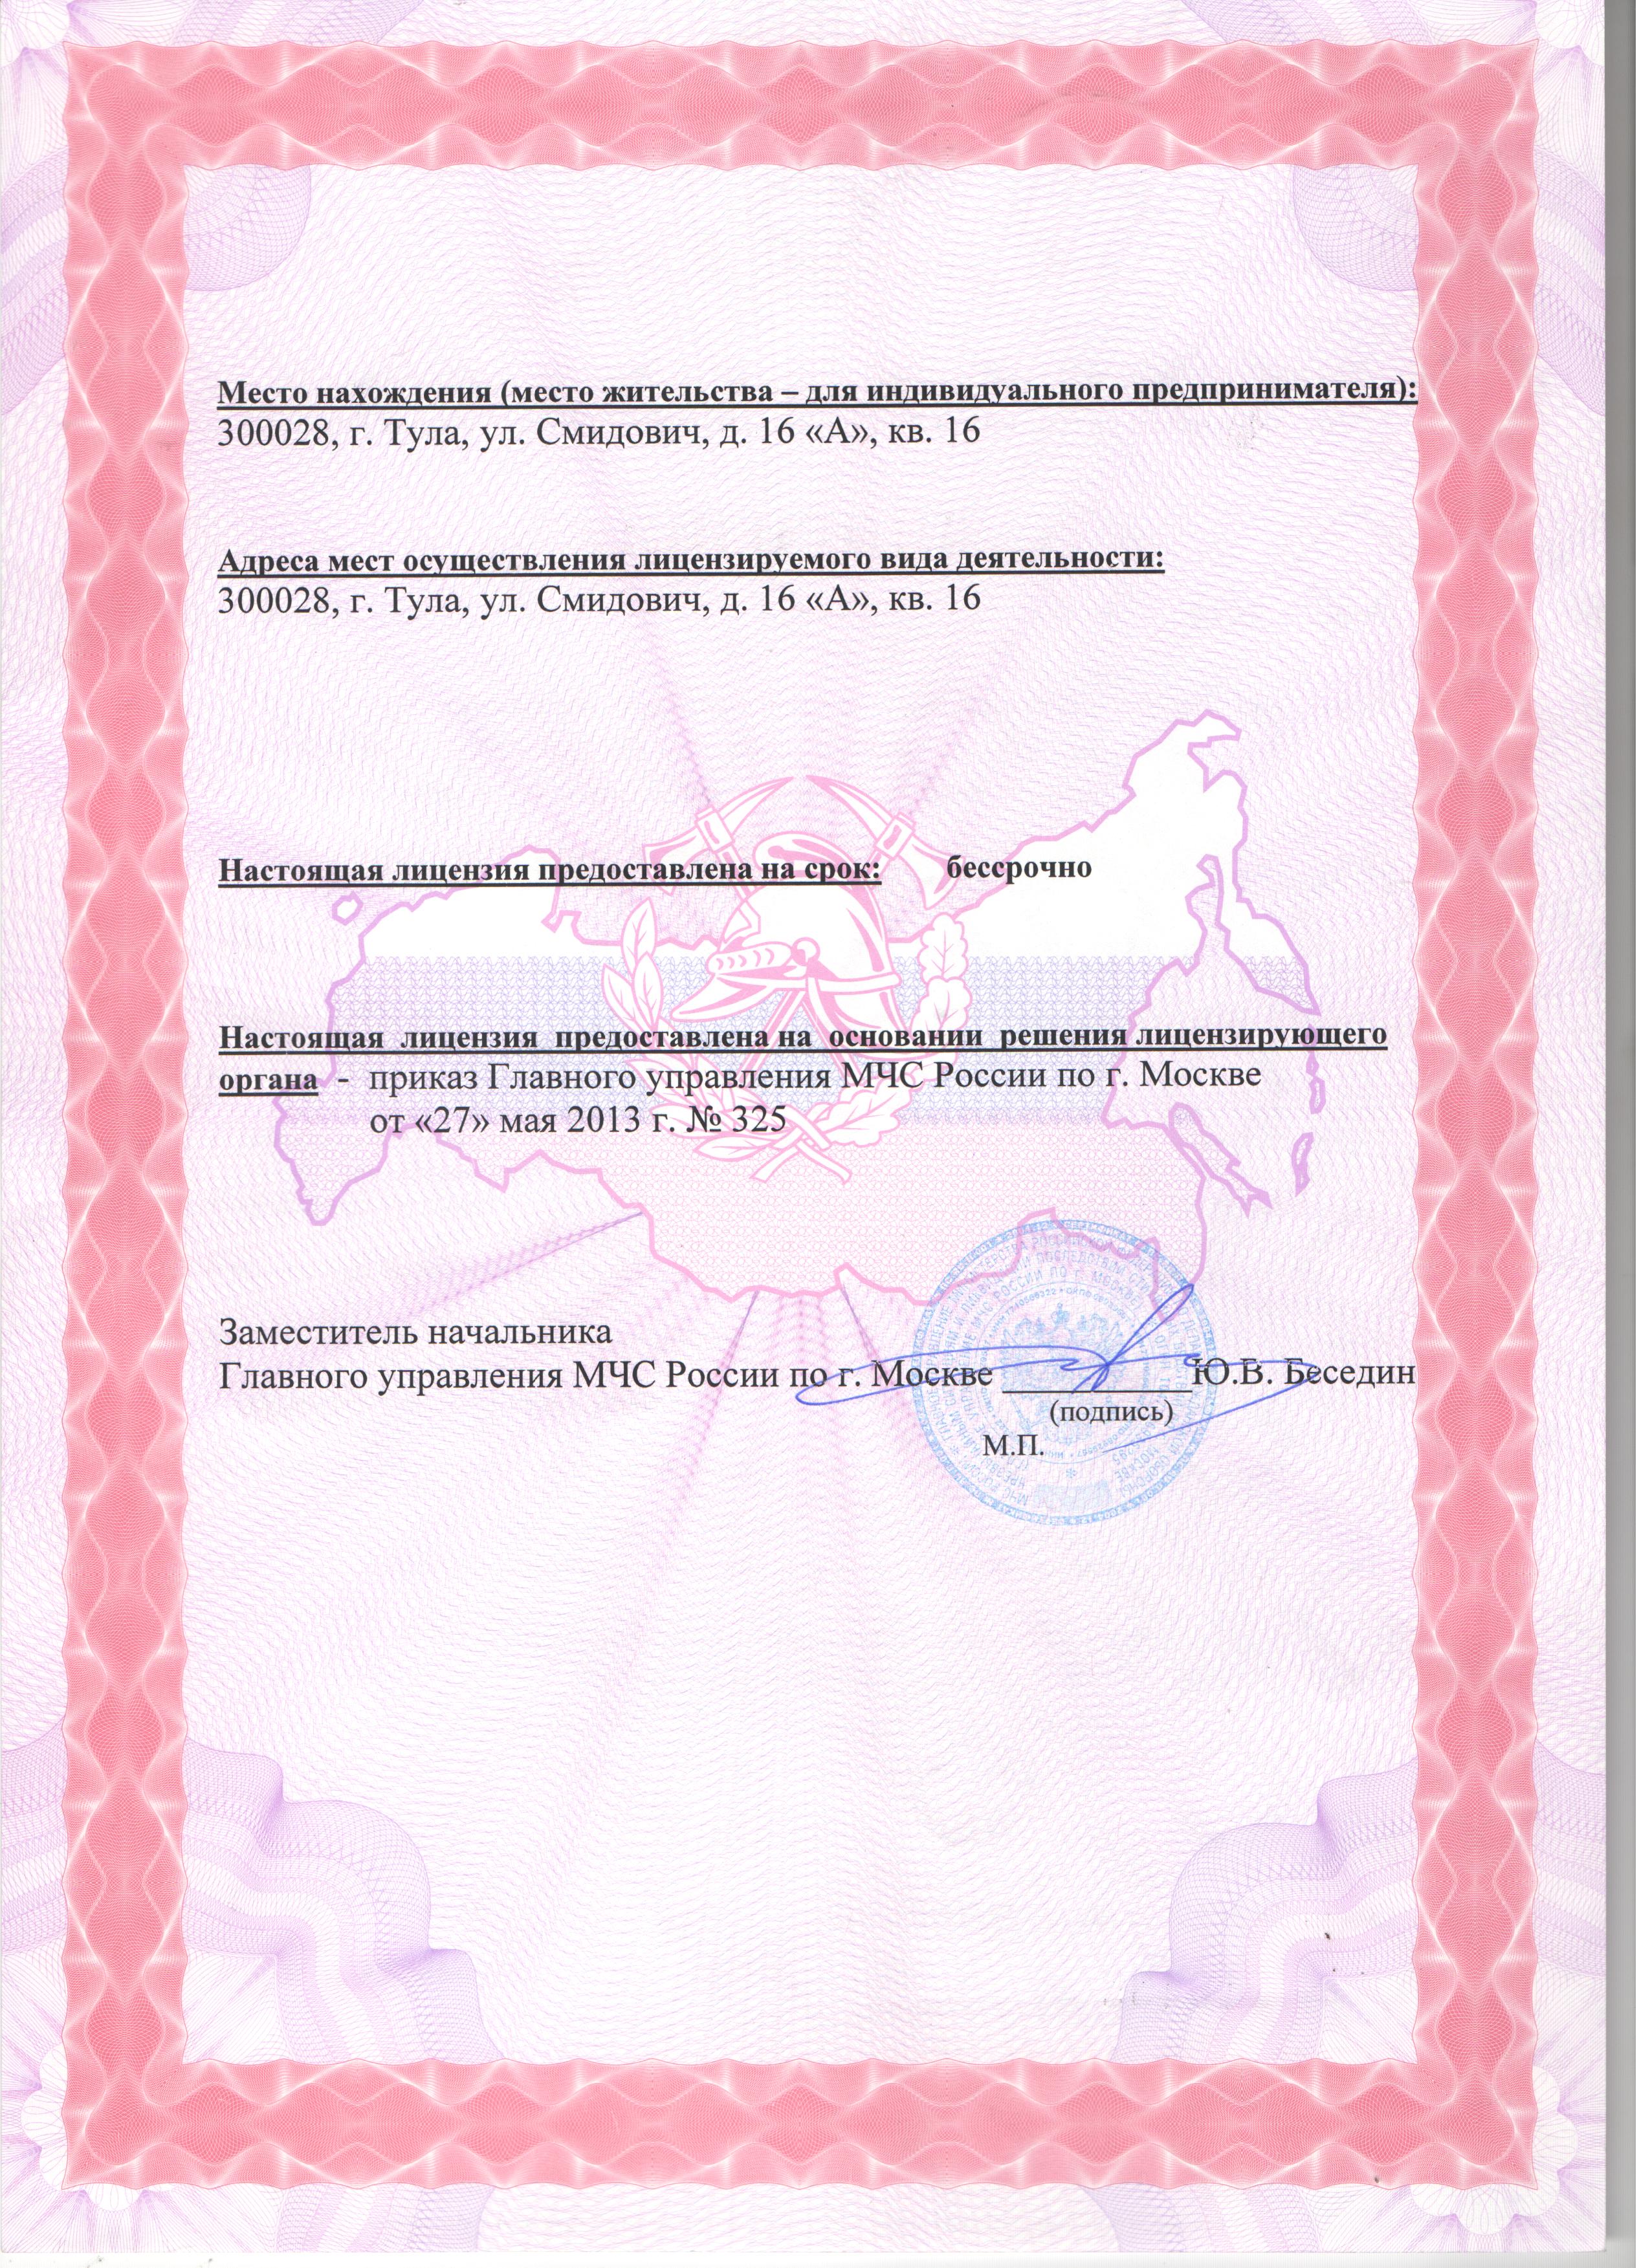 Место нахождения (место жительства – для индивидуального предпринимателя):
300028, г. Тула, ул. Смидович, д. 16 «А», кв. 16
Адреса мест осуществления лицензируемого вида деятельности:
300028, г. Тула, ул. Смидович, д. 16 «А», кв. 16
Настоящая лицензия предоставлена на срок: бессрочно
Настоящая лицензия предоставлена на основании решения лицензирующего
органа - приказ Главного управления МЧС России по г. Москве
от «27» мая 2013 г. № 325
Заместитель начальника
Главного управления МЧС России по г. Москве ____________Ю.В. Беседин
(подпись)
М.П.